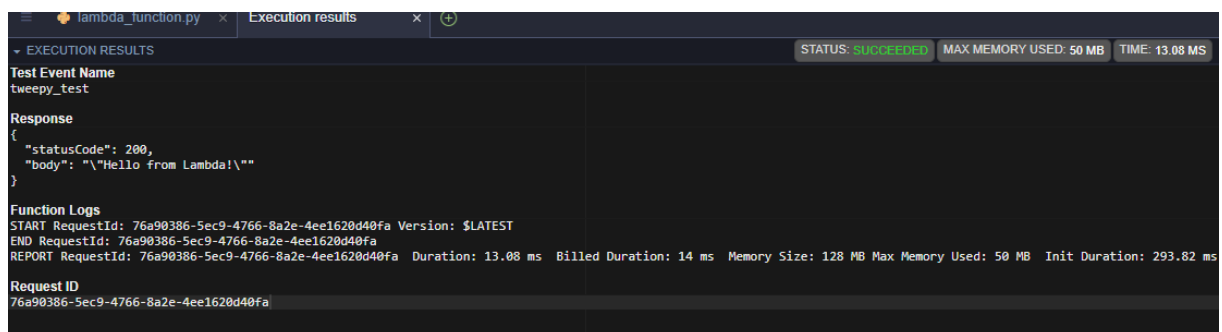 lambda_function.py × Execution results ×
EXECUTION RESULTS STATUS: SUCCEEDED MAX MEMORY USED: 50 MB TIME: 13.08 MS
Test Event Name
tweepy_test
Response
{
"statusCode": 200,
"body": "\"Hello from Lambda!\""
}
Function Logs
START RequestId: 76a90386-5ec9-4766-8a2e-4ee1620d40fa Version: $LATEST
END RequestId: 76a90386-5ec9-4766-8a2e-4ee1620d40fa
REPORT RequestId: 76a90386-5ec9-4766-8a2e-4ee1620d40fa Duration: 13.08 ms Billed Duration: 14 ms Memory Size: 128 MB Max Memory Used: 50 MB Init Duration: 293.82 ms
Request ID
76a90386-5ec9-4766-8a2e-4ee1620d40fa